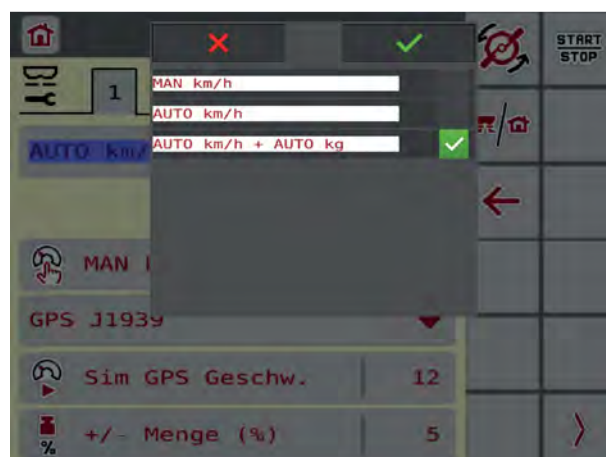 START
STOP
1
MAN km/h
AUTO km/h
AUTO km/h + AUTO kg
AUTO km/
MAN
GPS J1939
Sim GPS Geschw. 12
+/- Menge (%) 5
%